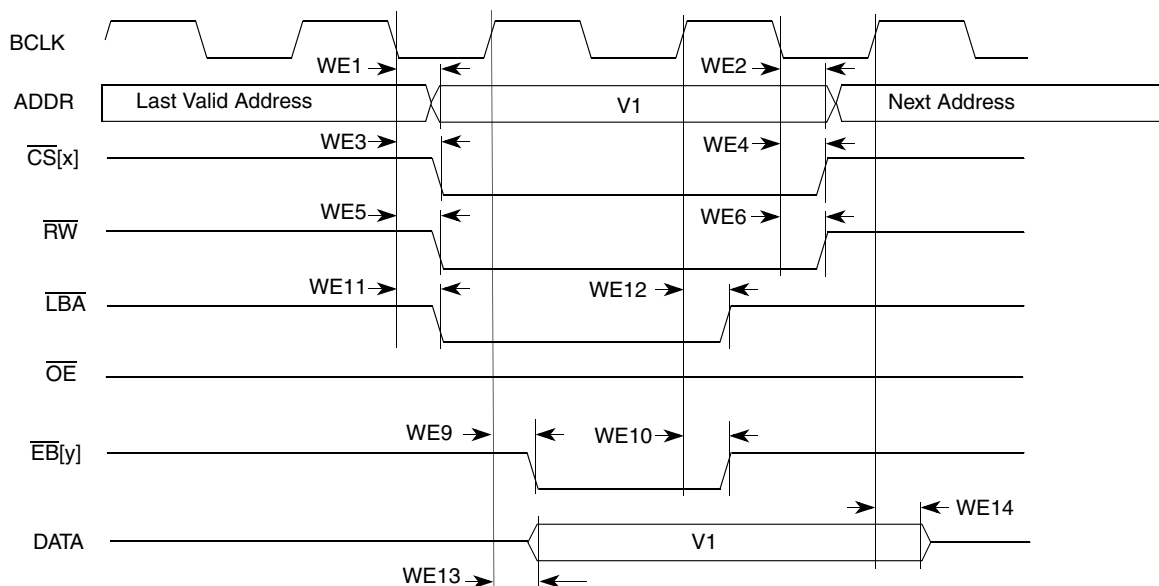 BCLK
WE1 WE2
ADDR Last Valid Address V1 Next Address
WE3 WE4
CS[x]
WE5 WE6
RW
WE11 WE12
LBA
OE
WE9 WE10
EB[y]
WE14
DATA V1
WE13